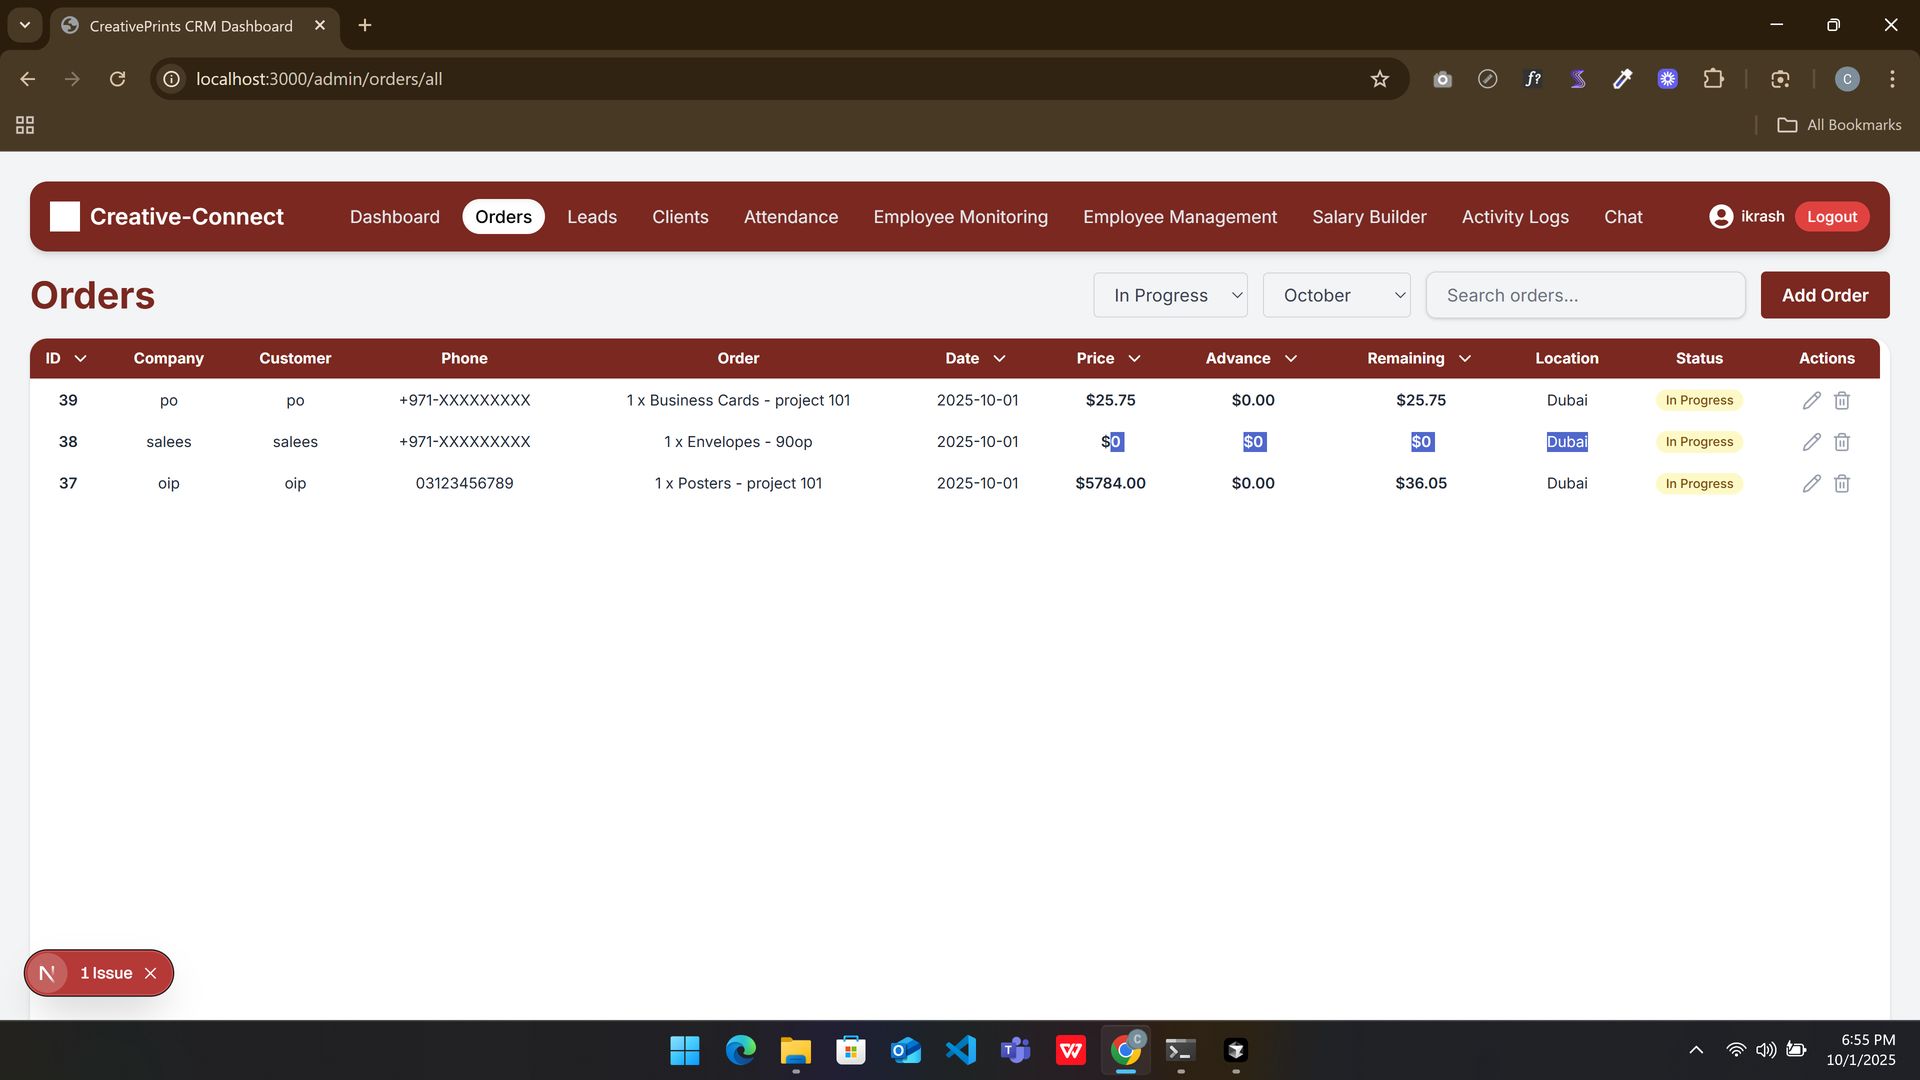 CreativePrints CRM Dashboard
localhost:3000/admin/orders/all
f?
C
All Bookmarks
Creative-Connect Dashboard Orders Leads Clients Attendance Employee Monitoring Employee Management Salary Builder Activity Logs Chat ikrash Logout
Orders In Progress October Search orders... Add Order
ID Company Customer Phone Order Date Price Advance Remaining Location Status Actions
39 po po +971-XXXXXXXXX 1 x Business Cards - project 101 2025-10-01 $25.75 $0.00 $25.75 Dubai In Progress
38 salees salees +971-XXXXXXXXX 1 x Envelopes - 90op 2025-10-01 $0 $0 $0 Dubai In Progress
37 oip oip 03123456789 1 x Posters - project 101 2025-10-01 $5784.00 $0.00 $36.05 Dubai In Progress
N 1 Issue
C
6:55 PM
10/1/2025